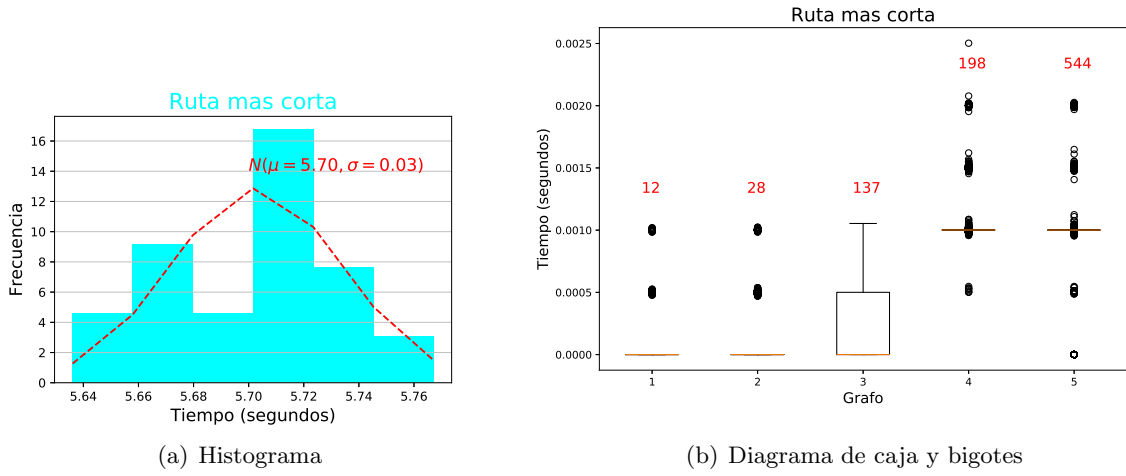 Ruta mas corta
N(μ = 5.70, σ = 0.03)
Frecuencia
16
14
12
10
8
6
4
2
0
5.64 5.66 5.68 5.70 5.72 5.74 5.76
Tiempo (segundos)
(a) Histograma
Ruta mas corta
Tiempo (segundos)
0.0025
0.0020
0.0015
0.0010
0.0005
0.0000
12 28 137 198 544
1 2 3 4 5
Grafo
(b) Diagrama de caja y bigotes